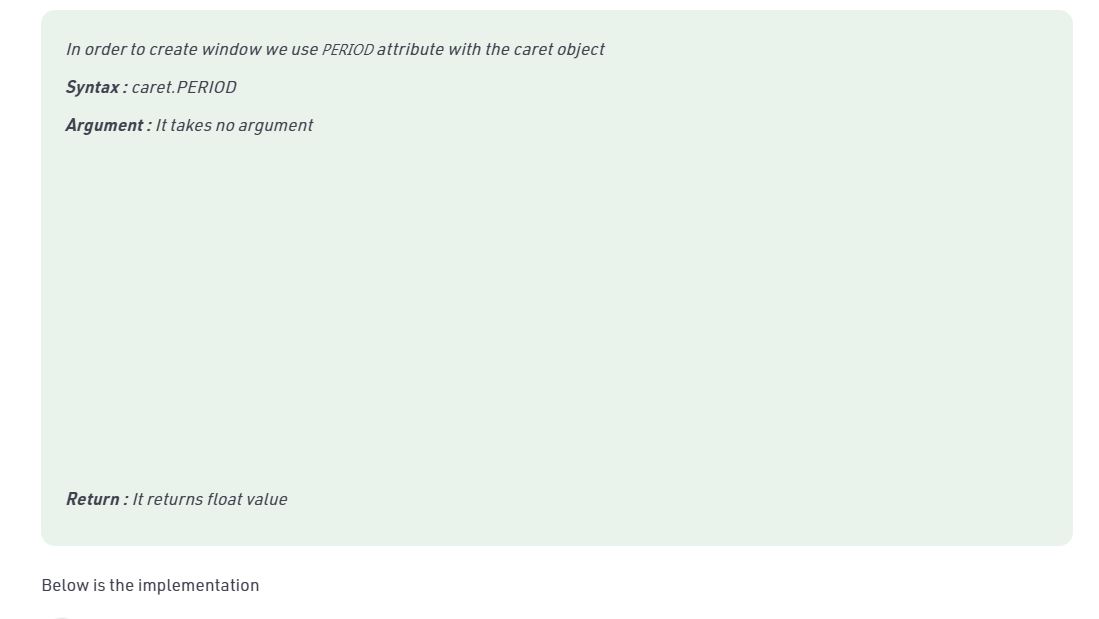 In order to create window we use PERIOD attribute with the caret object
Syntax : caret.PERIOD
Argument : It takes no argument
Return : It returns float value
Below is the implementation